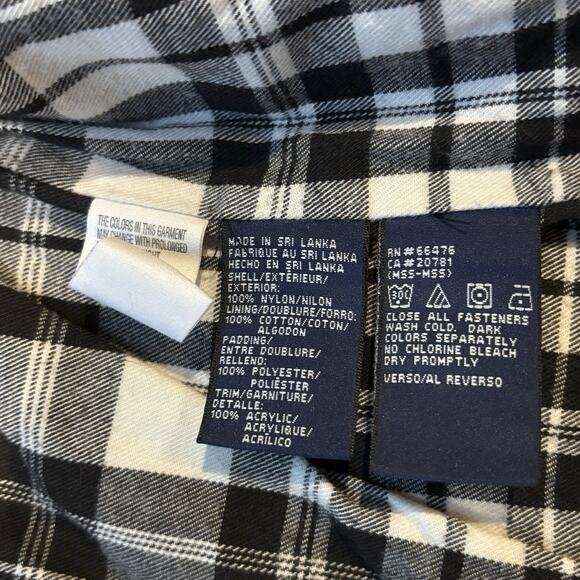 THE COLORS IN THIS GARMENT
MAY CHANGE WITH PROLONGED
MADE IN SRI LANKA
FABRIQUE AU SRI LANKA
HECHO EN SRI LANKA
SHELL/EXTÉRIEUR/
EXTERIOR:
100% NYLON/NILON
LINING/DOUBLURE/FORRO:
100% COTTON/COTON/
ALGODON
PADDING/
ENTRE DOUBLURE/
RELLENO:
100% POLYESTER/
POLIÉSTER
TRIM/GARNITURE/
DETALLE:
100% ACRYLIC/
ACRYLIQUE/
ACRÍLICO
RN#66476
CA#20781
(MSS-MSS)
30
CLOSE ALL FASTENERS
WASH COLD. DARK
COLORS SEPARATELY
NO CHLORINE BLEACH
DRY PROMPTLY
VERSO/AL REVERSO